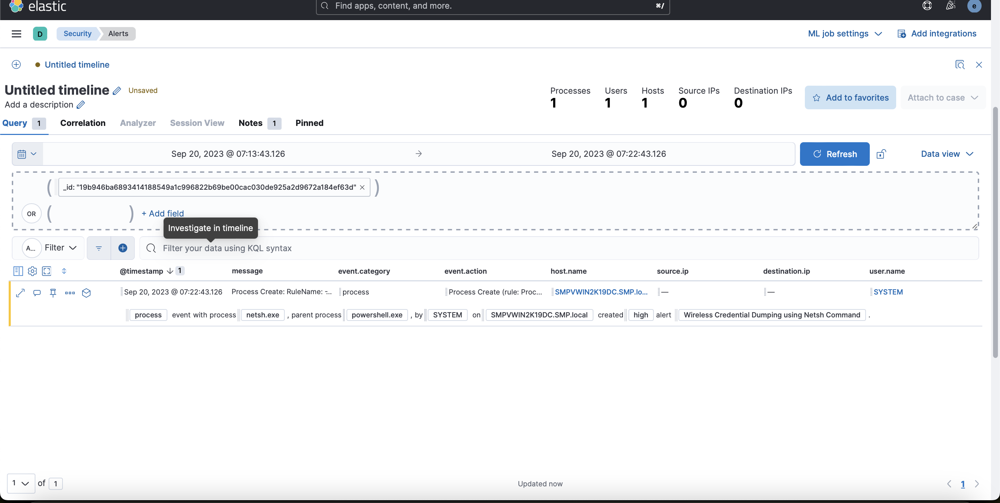 elastic
Find apps, content, and more.
⌘/
e
D
Security
Alerts
ML job settings
Add integrations
Untitled timeline
Untitled timeline
Unsaved
Add a description
Processes
1
Users
1
Hosts
1
Source IPs
0
Destination IPs
0
Add to favorites
Attach to case
Query 1
Correlation
Analyzer
Session View
Notes 1
Pinned
Sep 20, 2023 @ 07:13:43.126
→
Sep 20, 2023 @ 07:22:43.126
Refresh
Data view
( _id: "19b946ba6893414188549a1c996822b69be00cac030de925a2d9672a184ef63d" × )
OR ( ) + Add field
Investigate in timeline
A... Filter
Filter your data using KQL syntax
@timestamp ↓ 1
message
event.category
event.action
host.name
source.ip
destination.ip
user.name
Sep 20, 2023 @ 07:22:43.126
Process Create: RuleName: -...
process
Process Create (rule: Proc...
SMPVWIN2K19DC.SMP.lo...
—
—
SYSTEM
process event with process netsh.exe , parent process powershell.exe , by SYSTEM on SMPVWIN2K19DC.SMP.local created high alert Wireless Credential Dumping using Netsh Command .
1 of 1
Updated now
1